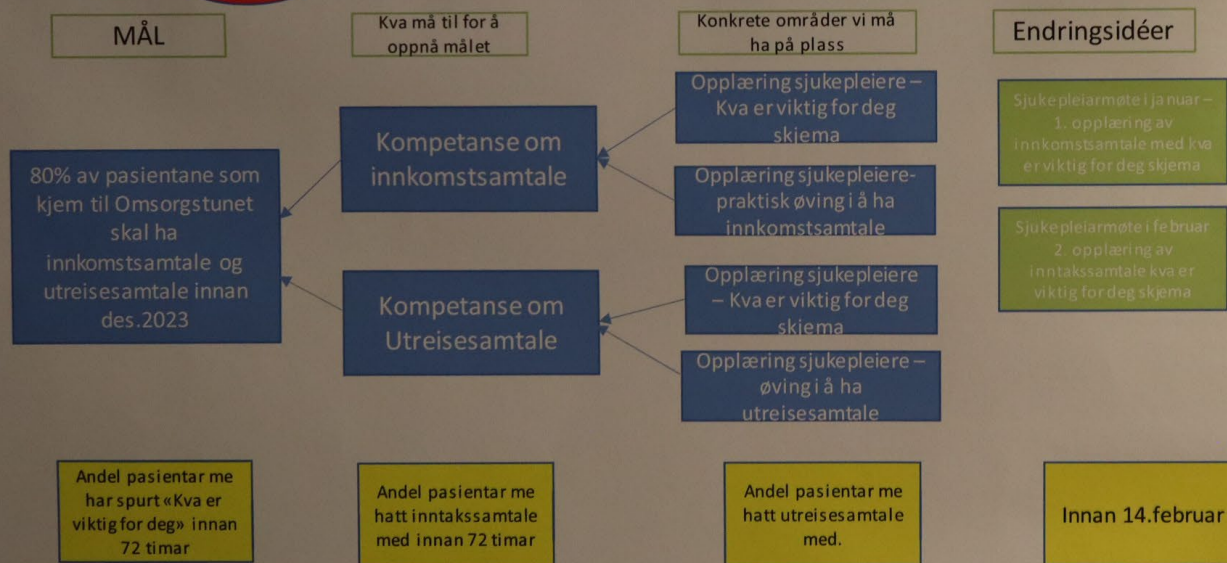 MÅL
Kva må til for å
oppnå målet
Konkrete områder vi må
ha på plass
Endringsidéer
80% av pasientane som
kjem til Omsorgstunet
skal ha
innkomstsamtale og
utreisesamtale innan
des.2023
Kompetanse om
innkomstsamtale
Kompetanse om
Utreisesamtale
Opplæring sjukepleiere –
Kva er viktig for deg
skjema
Opplæring sjukepleiere-
praktisk øving i å ha
innkomstsamtale
Opplæring sjukepleiere
– Kva er viktig for deg
skjema
Opplæring sjukepleiere –
øving i å ha
utreisesamtale
Sjukepleiarmøte i januar –
1. opplæring av
innkomstsamtale med kva
er viktig for deg skjema
Sjukepleiarmøte i februar
2. opplæring av
inntakssamtale kva er
viktig for deg skjema
Andel pasientar me
har spurt «Kva er
viktig for deg» innan
72 timar
Andel pasientar me
hatt inntakssamtale
med innan 72 timar
Andel pasientar me
hatt utreisesamtale
med.
Innan 14.februar